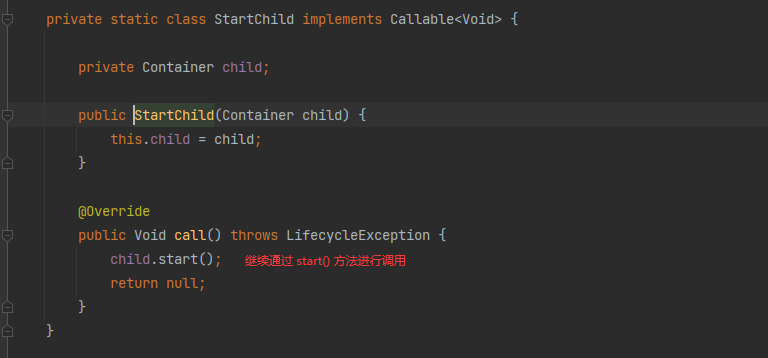 private static class StartChild implements Callable<Void> {
private Container child;
public StartChild(Container child) {
this.child = child;
}
@Override
public Void call() throws LifecycleException {
child.start(); 继续通过 start() 方法进行调用
return null;
}
}